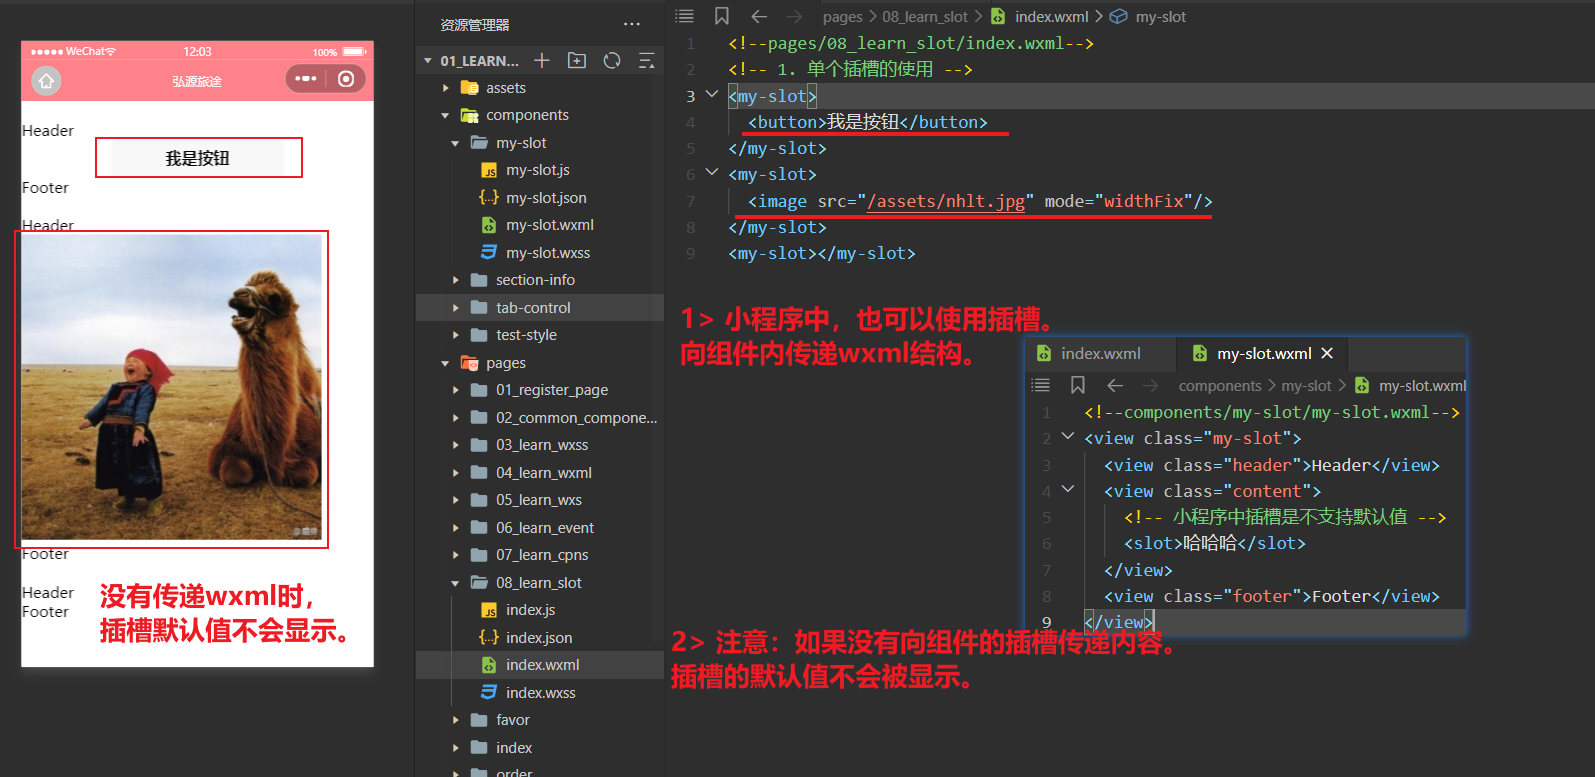 WeChat
12:03
100%
弘源旅途
Header
我是按钮
Footer
Header
Footer
Header
Footer
没有传递wxml时，
插槽默认值不会显示。
资源管理器
01_LEARN...
assets
components
my-slot
my-slot.js
my-slot.json
my-slot.wxml
my-slot.wxss
section-info
tab-control
test-style
pages
01_register_page
02_common_compone...
03_learn_wxss
04_learn_wxml
05_learn_wxs
06_learn_event
07_learn_cpns
08_learn_slot
index.js
index.json
index.wxml
index.wxss
favor
index
order
pages > 08_learn_slot > index.wxml > my-slot
1 <!--pages/08_learn_slot/index.wxml-->
2 <!-- 1. 单个插槽的使用 -->
3 <my-slot>
4 <button>我是按钮</button>
5 </my-slot>
6 <my-slot>
7 <image src="/assets/nhlt.jpg" mode="widthFix"/>
8 </my-slot>
9 <my-slot></my-slot>
1> 小程序中，也可以使用插槽。
向组件内传递wxml结构。
index.wxml my-slot.wxml
components > my-slot > my-slot.wxml
1 <!--components/my-slot/my-slot.wxml-->
2 <view class="my-slot">
3 <view class="header">Header</view>
4 <view class="content">
5 <!-- 小程序中插槽是不支持默认值 -->
6 <slot>哈哈哈</slot>
7 </view>
8 <view class="footer">Footer</view>
9 </view>
2> 注意：如果没有向组件的插槽传递内容。
插槽的默认值不会被显示。